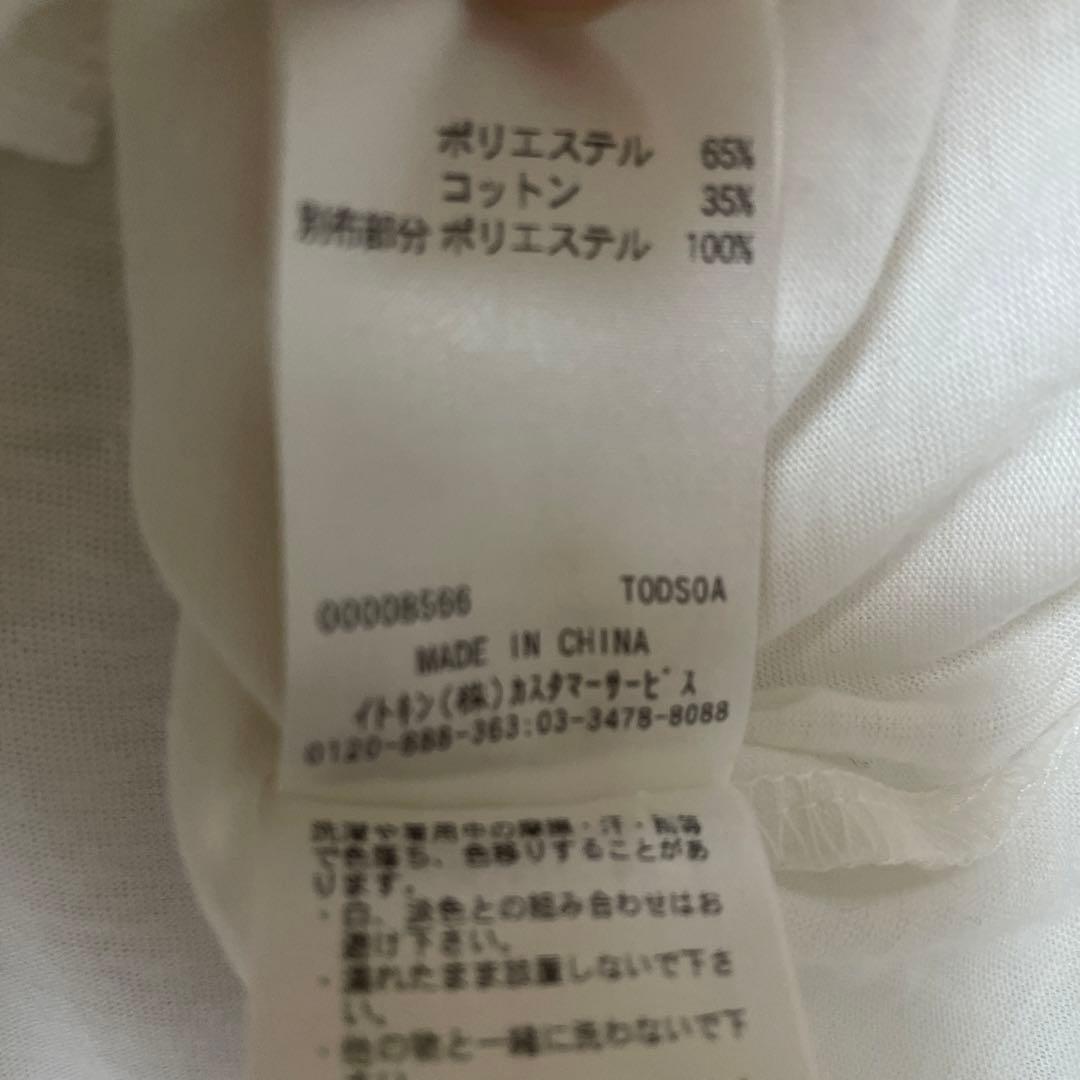 ポリエステル 65%
コットン 35%
別布部分 ポリエステル 100%
00008566 TODS0A
MADE IN CHINA
イトキン(株)カスタマーサービス
0120-888-363:03-3478-8088
洗濯や着用中の摩擦・汗・雨等
で色落ち、色移りすることがあ
ります。
・白、淡色との組み合わせはお
避け下さい。
・濡れたまま放置しないで下さ
い。
・他の物と一緒に洗わないで下
さい。